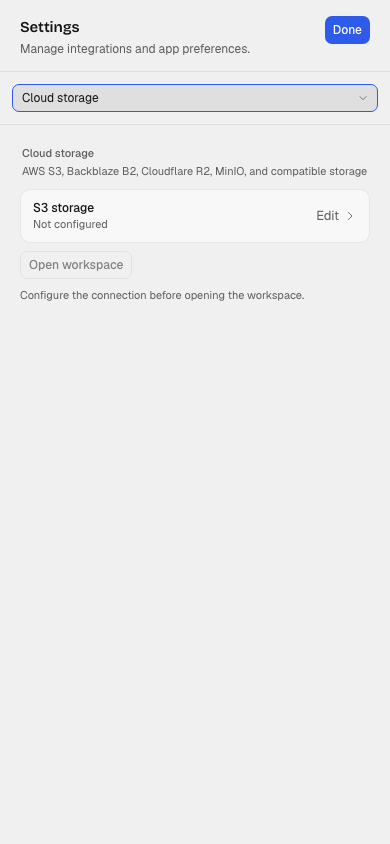 Settings
Done
Manage integrations and app preferences.
Cloud storage
Cloud storage
AWS S3, Backblaze B2, Cloudflare R2, MinIO, and compatible storage
S3 storage
Not configured
Edit
Open workspace
Configure the connection before opening the workspace.